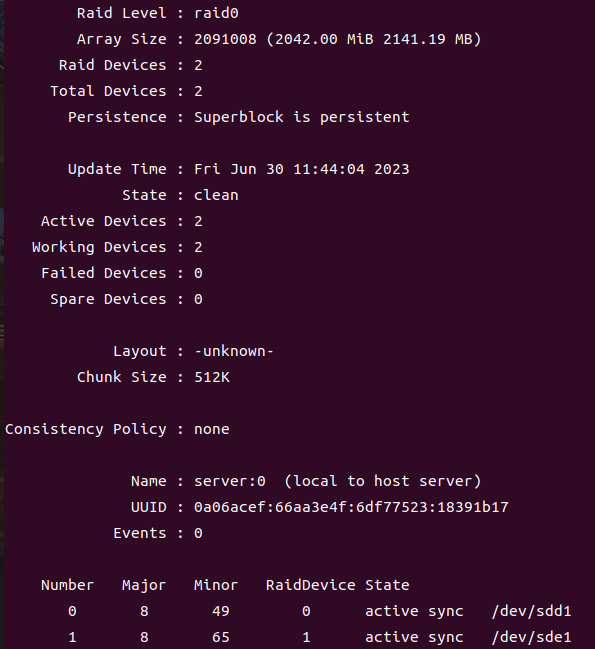 Raid Level : raid0
Array Size : 2091008 (2042.00 MiB 2141.19 MB)
Raid Devices : 2
Total Devices : 2
Persistence : Superblock is persistent
Update Time : Fri Jun 30 11:44:04 2023
State : clean
Active Devices : 2
Working Devices : 2
Failed Devices : 0
Spare Devices : 0
Layout : -unknown-
Chunk Size : 512K
Consistency Policy : none
Name : server:0  (local to host server)
UUID : 0a06acef:66aa3e4f:6df77523:18391b17
Events : 0
Number   Major   Minor   RaidDevice State
0       8       49        0      active sync   /dev/sdd1
1       8       65        1      active sync   /dev/sde1